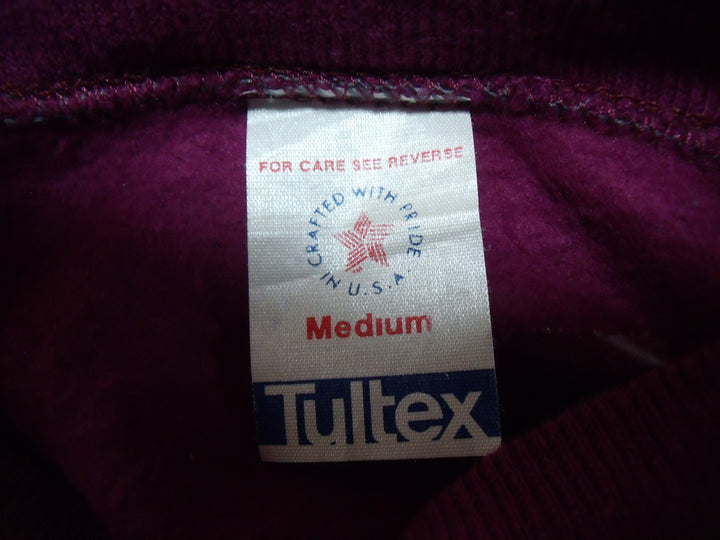 FOR CARE SEE REVERSE
CRAFTED WITH PRIDE
IN U.S.A.
Medium
Tultex